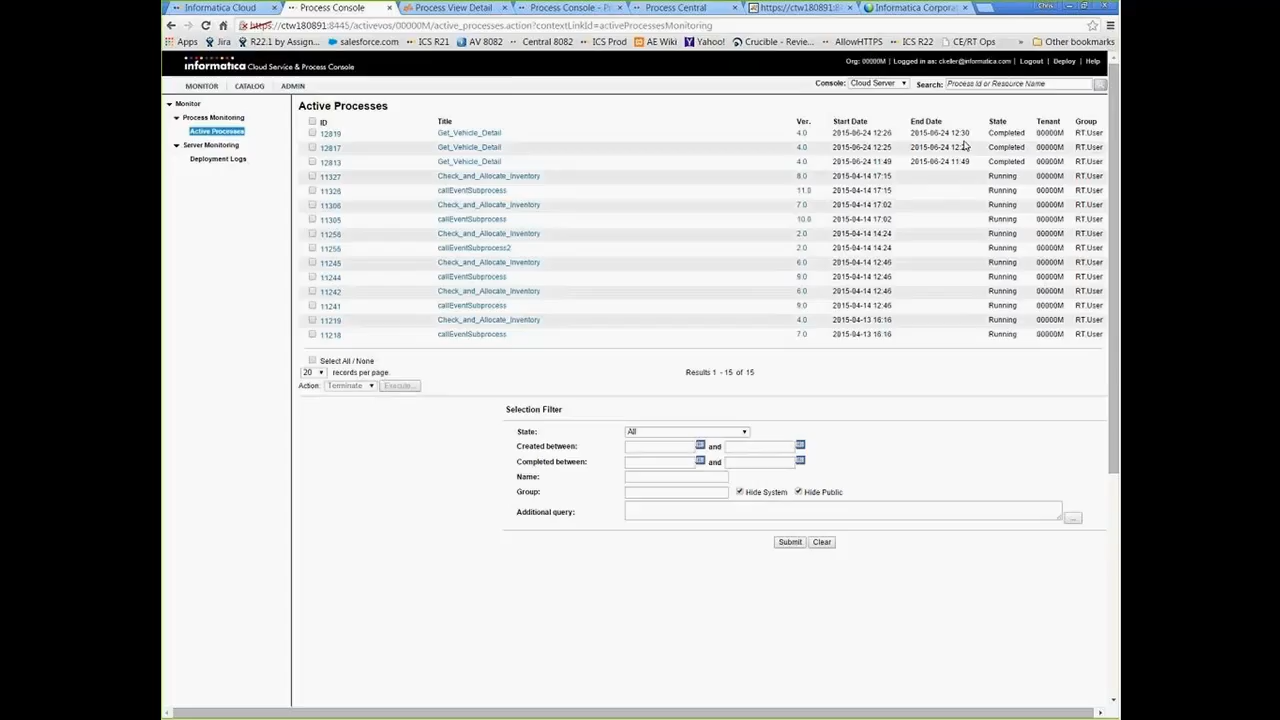 Informatica Cloud × Process Console × Process View Detail × Process Console - Pr × Process Central × https://ctw180891: × Informatica Corpora × Chris
https://ctw180891:8445/activevos/00000M/active_processes.action?contextLinkId=activeProcessesMonitoring
Apps Jira R22.1 by Assign... salesforce.com ICS R21 AV 8082 Central 8082 ICS Prod AE Wiki Yahoo! Crucible - Revie... AllowHTTPS ICS R22 CE/RT Ops » Other bookmarks
informatica Cloud Service & Process Console Org: 00000M | Logged in as: ckeller@informatica.com | Logout | Deploy | Help
MONITOR CATALOG ADMIN Console: Cloud Server Search: Process Id or Resource Name
Monitor
Process Monitoring
Active Processes
Server Monitoring
Deployment Logs
Active Processes
ID Title Ver. Start Date End Date State Tenant Group
12819 Get_Vehicle_Detail 4.0 2015-06-24 12:26 2015-06-24 12:30 Completed 00000M RT.User
12817 Get_Vehicle_Detail 4.0 2015-06-24 12:25 2015-06-24 Completed 00000M RT.User
12813 Get_Vehicle_Detail 4.0 2015-06-24 11:49 2015-06-24 11:49 Completed 00000M RT.User
11327 Check_and_Allocate_Inventory 8.0 2015-04-14 17:15 Running 00000M RT.User
11326 callEventSubprocess 11.0 2015-04-14 17:15 Running 00000M RT.User
11306 Check_and_Allocate_Inventory 7.0 2015-04-14 17:02 Running 00000M RT.User
11305 callEventSubprocess 10.0 2015-04-14 17:02 Running 00000M RT.User
11256 Check_and_Allocate_Inventory 2.0 2015-04-14 14:24 Running 00000M RT.User
11255 callEventSubprocess2 2.0 2015-04-14 14:24 Running 00000M RT.User
11245 Check_and_Allocate_Inventory 6.0 2015-04-14 12:46 Running 00000M RT.User
11244 callEventSubprocess 9.0 2015-04-14 12:46 Running 00000M RT.User
11242 Check_and_Allocate_Inventory 6.0 2015-04-14 12:46 Running 00000M RT.User
11241 callEventSubprocess 9.0 2015-04-14 12:46 Running 00000M RT.User
11219 Check_and_Allocate_Inventory 4.0 2015-04-13 16:16 Running 00000M RT.User
11218 callEventSubprocess 7.0 2015-04-13 16:16 Running 00000M RT.User
Select All / None
20 records per page. Results 1 - 15 of 15
Action: Terminate Execute...
Selection Filter
State: All
Created between: and
Completed between: and
Name:
Group: Hide System Hide Public
Additional query: ...
Submit Clear